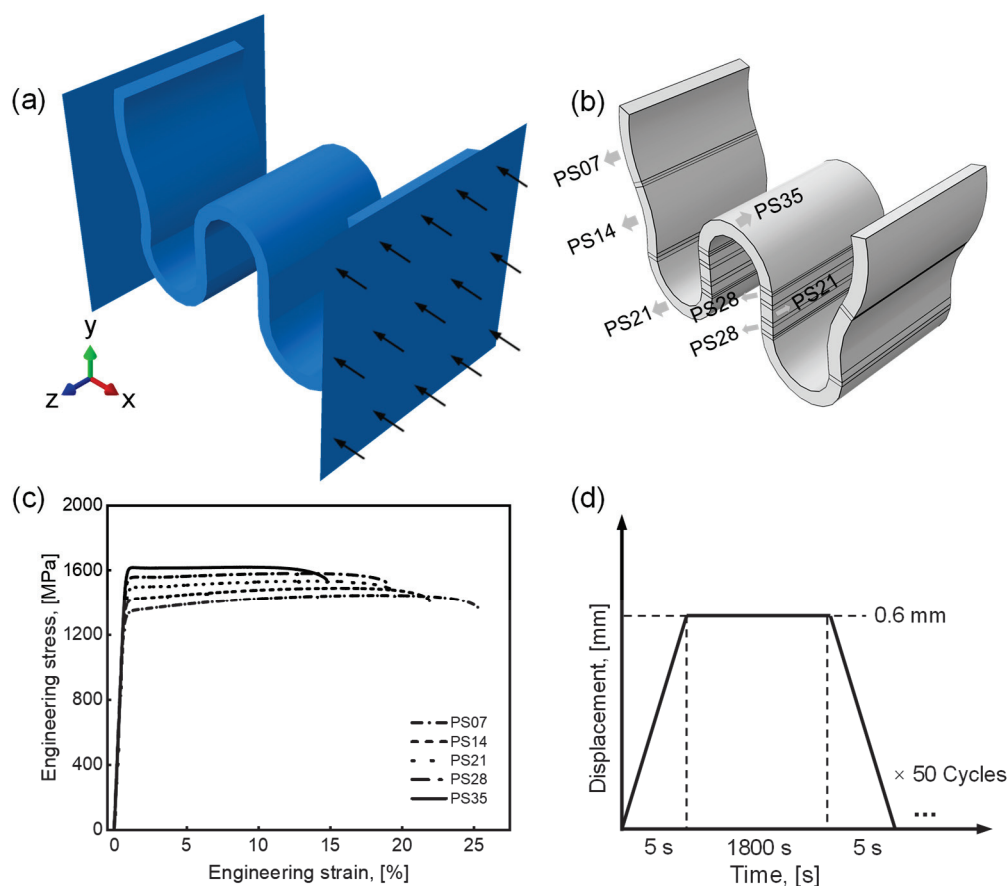 (a)
y
z
x
(b)
PS07
PS14
PS21
PS35
PS28
PS21
PS28
(c)
Engineering stress, [MPa]
2000
1600
1200
800
400
0
PS07
PS14
PS21
PS28
PS35
0 5 10 15 20 25
Engineering strain, [%]
(d)
Displacement, [mm]
0.6 mm
× 50 Cycles
...
5 s 1800 s 5 s
Time, [s]